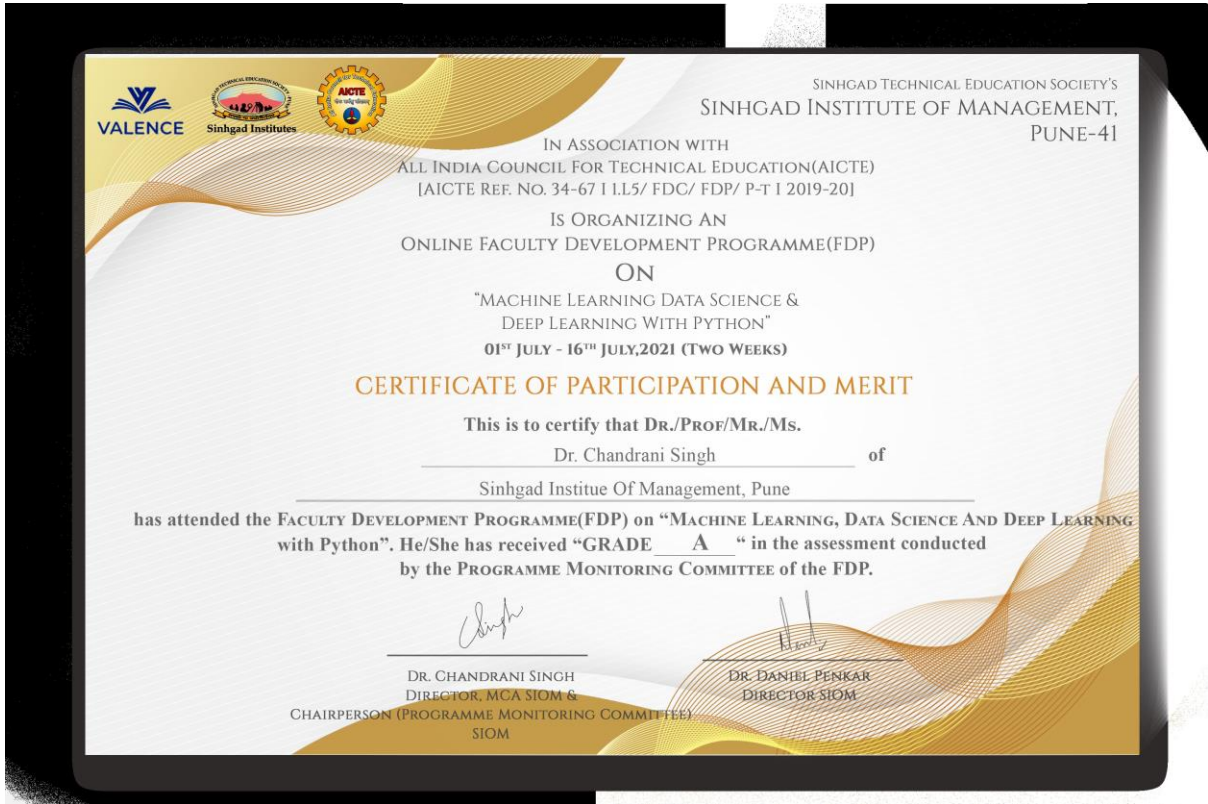 VALENCE
Sinhgad Institutes
AICTE
SINHGAD TECHNICAL EDUCATION SOCIETY'S
SINHGAD INSTITUTE OF MANAGEMENT,
PUNE-41
IN ASSOCIATION WITH
ALL INDIA COUNCIL FOR TECHNICAL EDUCATION(AICTE)
[AICTE REF. NO. 34-67 I 1.L5/ FDC/ FDP/ P-T I 2019-20]
IS ORGANIZING AN
ONLINE FACULTY DEVELOPMENT PROGRAMME(FDP)
ON
"MACHINE LEARNING DATA SCIENCE &
DEEP LEARNING WITH PYTHON"
01ST JULY - 16TH JULY,2021 (TWO WEEKS)
CERTIFICATE OF PARTICIPATION AND MERIT
This is to certify that DR./PROF/MR./MS.
Dr. Chandrani Singh of
Sinhgad Institue Of Management, Pune
has attended the FACULTY DEVELOPMENT PROGRAMME(FDP) on “MACHINE LEARNING, DATA SCIENCE AND DEEP LEARNING
with Python”. He/She has received “GRADE A “ in the assessment conducted
by the PROGRAMME MONITORING COMMITTEE of the FDP.
Singh
DR. CHANDRANI SINGH
DIRECTOR, MCA SIOM &
CHAIRPERSON (PROGRAMME MONITORING COMMITTEE)
SIOM
DR. DANIEL PENKAR
DIRECTOR SIOM